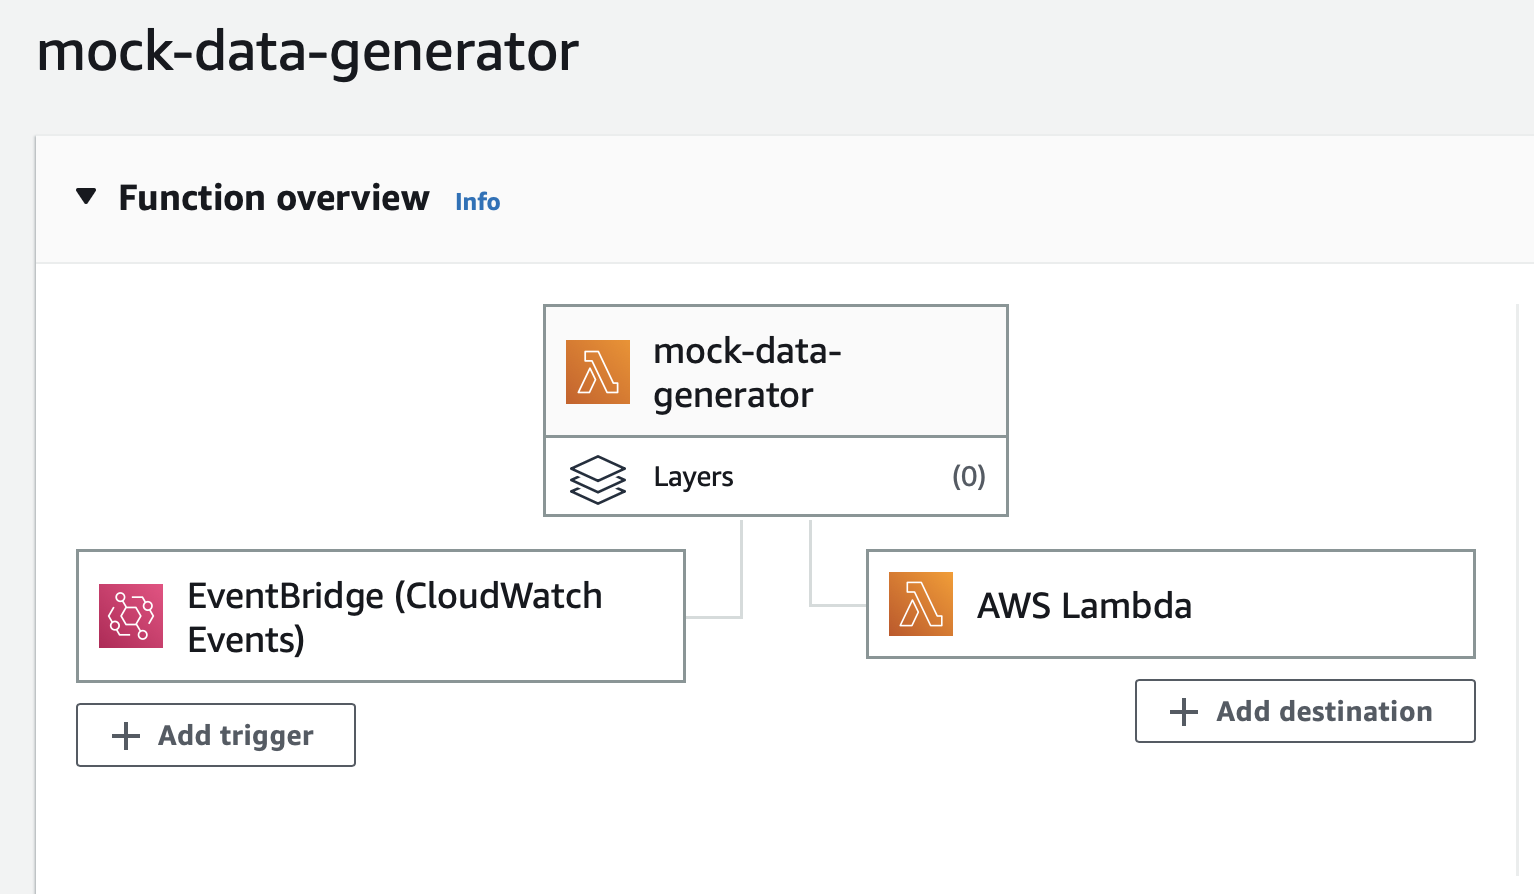 mock-data-generator
Function overview Info
mock-data-
generator
Layers (0)
EventBridge (CloudWatch
Events)
AWS Lambda
Add trigger
Add destination